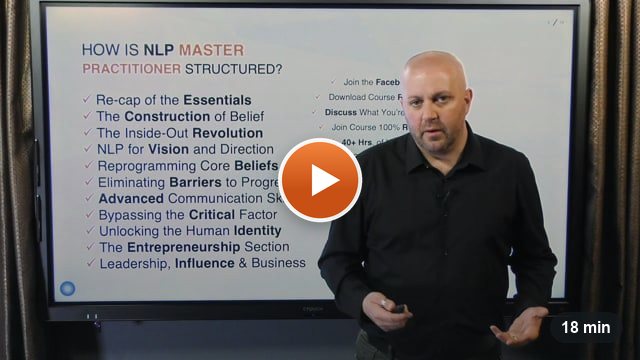 HOW IS NLP MASTER
PRACTITIONER STRUCTURED?
Re-cap of the Essentials
The Construction of Belief
The Inside-Out Revolution
NLP for Vision and Direction
Reprogramming Core Beliefs
Eliminating Barriers to Progre
Advanced Communication Sk
Bypassing the Critical Factor
Unlocking the Human Identity
The Entrepreneurship Section
Leadership, Influence & Business
Join the Faceb
Download Course
Discuss What You're
Join Course 100%
40+ Hrs.
CTOUCH
18 min